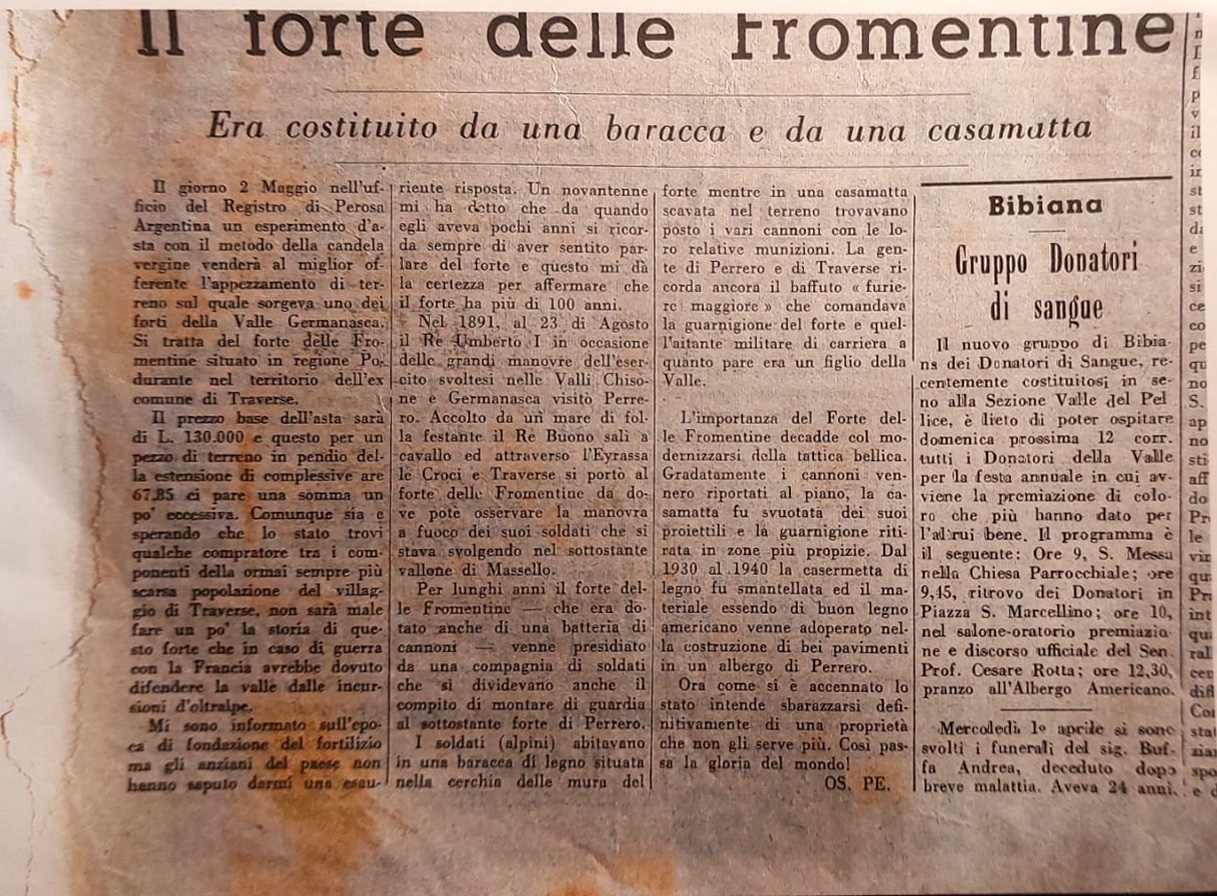 Il forte delle Fromentine
Era costituito da una baracca e da una casamatta
Il giorno 2 Maggio nell'uf-
ficio del Registro di Perosa
Argentina un esperimento d'a-
sta con il metodo della candela
vergine venderà al miglior of-
ferente l'appezzamento di ter-
reno sul quale sorgeva uno dei
forti della Valle Germanasca.
Si tratta del forte delle Fro-
mentine situato in regione Po-
durante nel territorio dell'ex
comune di Traverse.
Il prezzo base dell'asta sarà
di L. 130.000 e questo per un
pezzo di terreno in pendio del-
la estensione di complessive are
67.85 ci pare una somma un
po' eccessiva. Comunque sia e
sperando che lo stato trovi
qualche compratore tra i com-
ponenti della ormai sempre più
scarsa popolazione del villag-
gio di Traverse, non sarà male
fare un po' la storia di que-
sto forte che in caso di guerra
con la Francia avrebbe dovuto
difendere la valle dalle incur-
sioni d'oltralpe.
Mi sono informato sull'epo-
ca di fondazione del fortilizio
ma gli anziani del paese non
hanno saputo darmi una esau-
riente risposta. Un novantenne
mi ha detto che da quando
egli aveva pochi anni si ricor-
da sempre di aver sentito par-
lare del forte e questo mi dà
la certezza per affermare che
il forte ha più di 100 anni.
Nel 1891, al 23 di Agosto
il Re Umberto I in occasione
delle grandi manovre dell'eser-
cito svoltesi nelle Valli Chiso-
ne e Germanasca visitò Perre-
ro. Accolto da un mare di fol-
la festante il Re Buono salì a
cavallo ed attraverso l'Eyrassa
le Croci e Traverse si portò al
forte delle Fromentine da do-
ve potè osservare la manovra
a fuoco dei suoi soldati che si
stava svolgendo nel sottostante
vallone di Massello.
Per lunghi anni il forte del-
le Fromentine — che era do-
tato anche di una batteria di
cannoni — venne presidiato
da una compagnia di soldati
che si dividevano anche il
compito di montare di guardia
al sottostante forte di Perrero.
I soldati (alpini) abitavano
in una baracca di legno situata
nella cerchia delle mura del
forte mentre in una casamatta
scavata nel terreno trovavano
posto i vari cannoni con le lo-
ro relative munizioni. La gen-
te di Perrero e di Traverse ri-
corda ancora il baffuto « furie-
re maggiore » che comandava
la guarnigione del forte e quel-
l'aitante militare di carriera a
quanto pare era un figlio della
Valle.
L'importanza del Forte del-
le Fromentine decadde col mo-
dernizzarsi della tattica bellica.
Gradatamente i cannoni ven-
nero riportati al piano, la ca-
samatta fu svuotata dei suoi
proiettili e la guarnigione riti-
rata in zone più propizie. Dal
1930 al 1940 la casermetta di
legno fu smantellata ed il ma-
teriale essendo di buon legno
americano venne adoperato nel-
la costruzione di bei pavimenti
in un albergo di Perrero.
Ora come si è accennato lo
stato intende sbarazzarsi defi-
nitivamente di una proprietà
che non gli serve più. Così pas-
sa la gloria del mondo!
OS. PE.
Bibiana
Gruppo Donatori
di sangue
Il nuovo gruppo di Bibia-
na dei Donatori di Sangue, re-
centemente costituitosi in se-
no alla Sezione Valle del Pel
lice, è lieto di poter ospitare
domenica prossima 12 corr.
tutti i Donatori della Valle
per la festa annuale in cui av-
viene la premiazione di colo-
ro che più hanno dato per
l'altrui bene. Il programma è
il seguente: Ore 9, S. Messa
nella Chiesa Parrocchiale; ore
9,45, ritrovo dei Donatori in
Piazza S. Marcellino; ore 10,
nel salone-oratorio premiazio-
ne e discorso ufficiale del Sen.
Prof. Cesare Rotta; ore 12,30,
pranzo all'Albergo Americano.
Mercoledì 1º aprile si sono
svolti i funerali del sig. Buf-
fa Andrea, deceduto dopo
breve malattia. Aveva 24 anni.